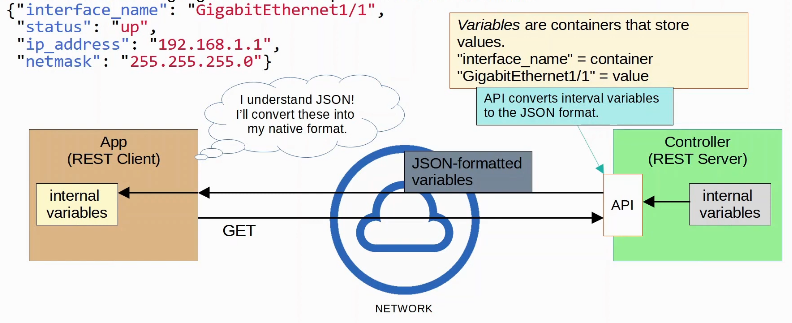 {"interface_name": "GigabitEthernet1/1",
"status": "up",
"ip_address": "192.168.1.1",
"netmask": "255.255.255.0"}
Variables are containers that store
values.
"interface_name" = container
"GigabitEthernet1/1" = value
I understand JSON!
I'll convert these into
my native format.
API converts interval variables
to the JSON format.
App
(REST Client)
Controller
(REST Server)
JSON-formatted
variables
internal
variables
API
internal
variables
GET
NETWORK